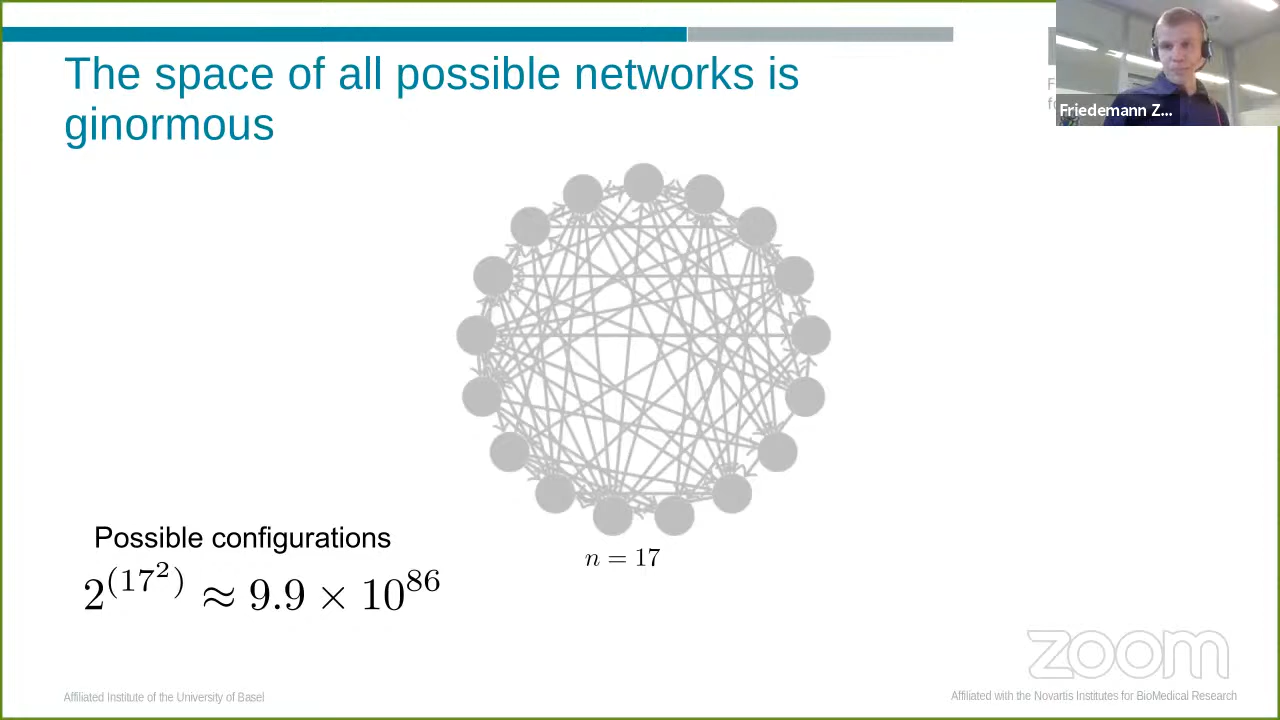 The space of all possible networks is
ginormous
Friedemann Z...
Possible configurations
2^(17^2) ≈ 9.9 × 10^86
n = 17
zoom
Affiliated Institute of the University of Basel
Affiliated with the Novartis Institutes for BioMedical Research